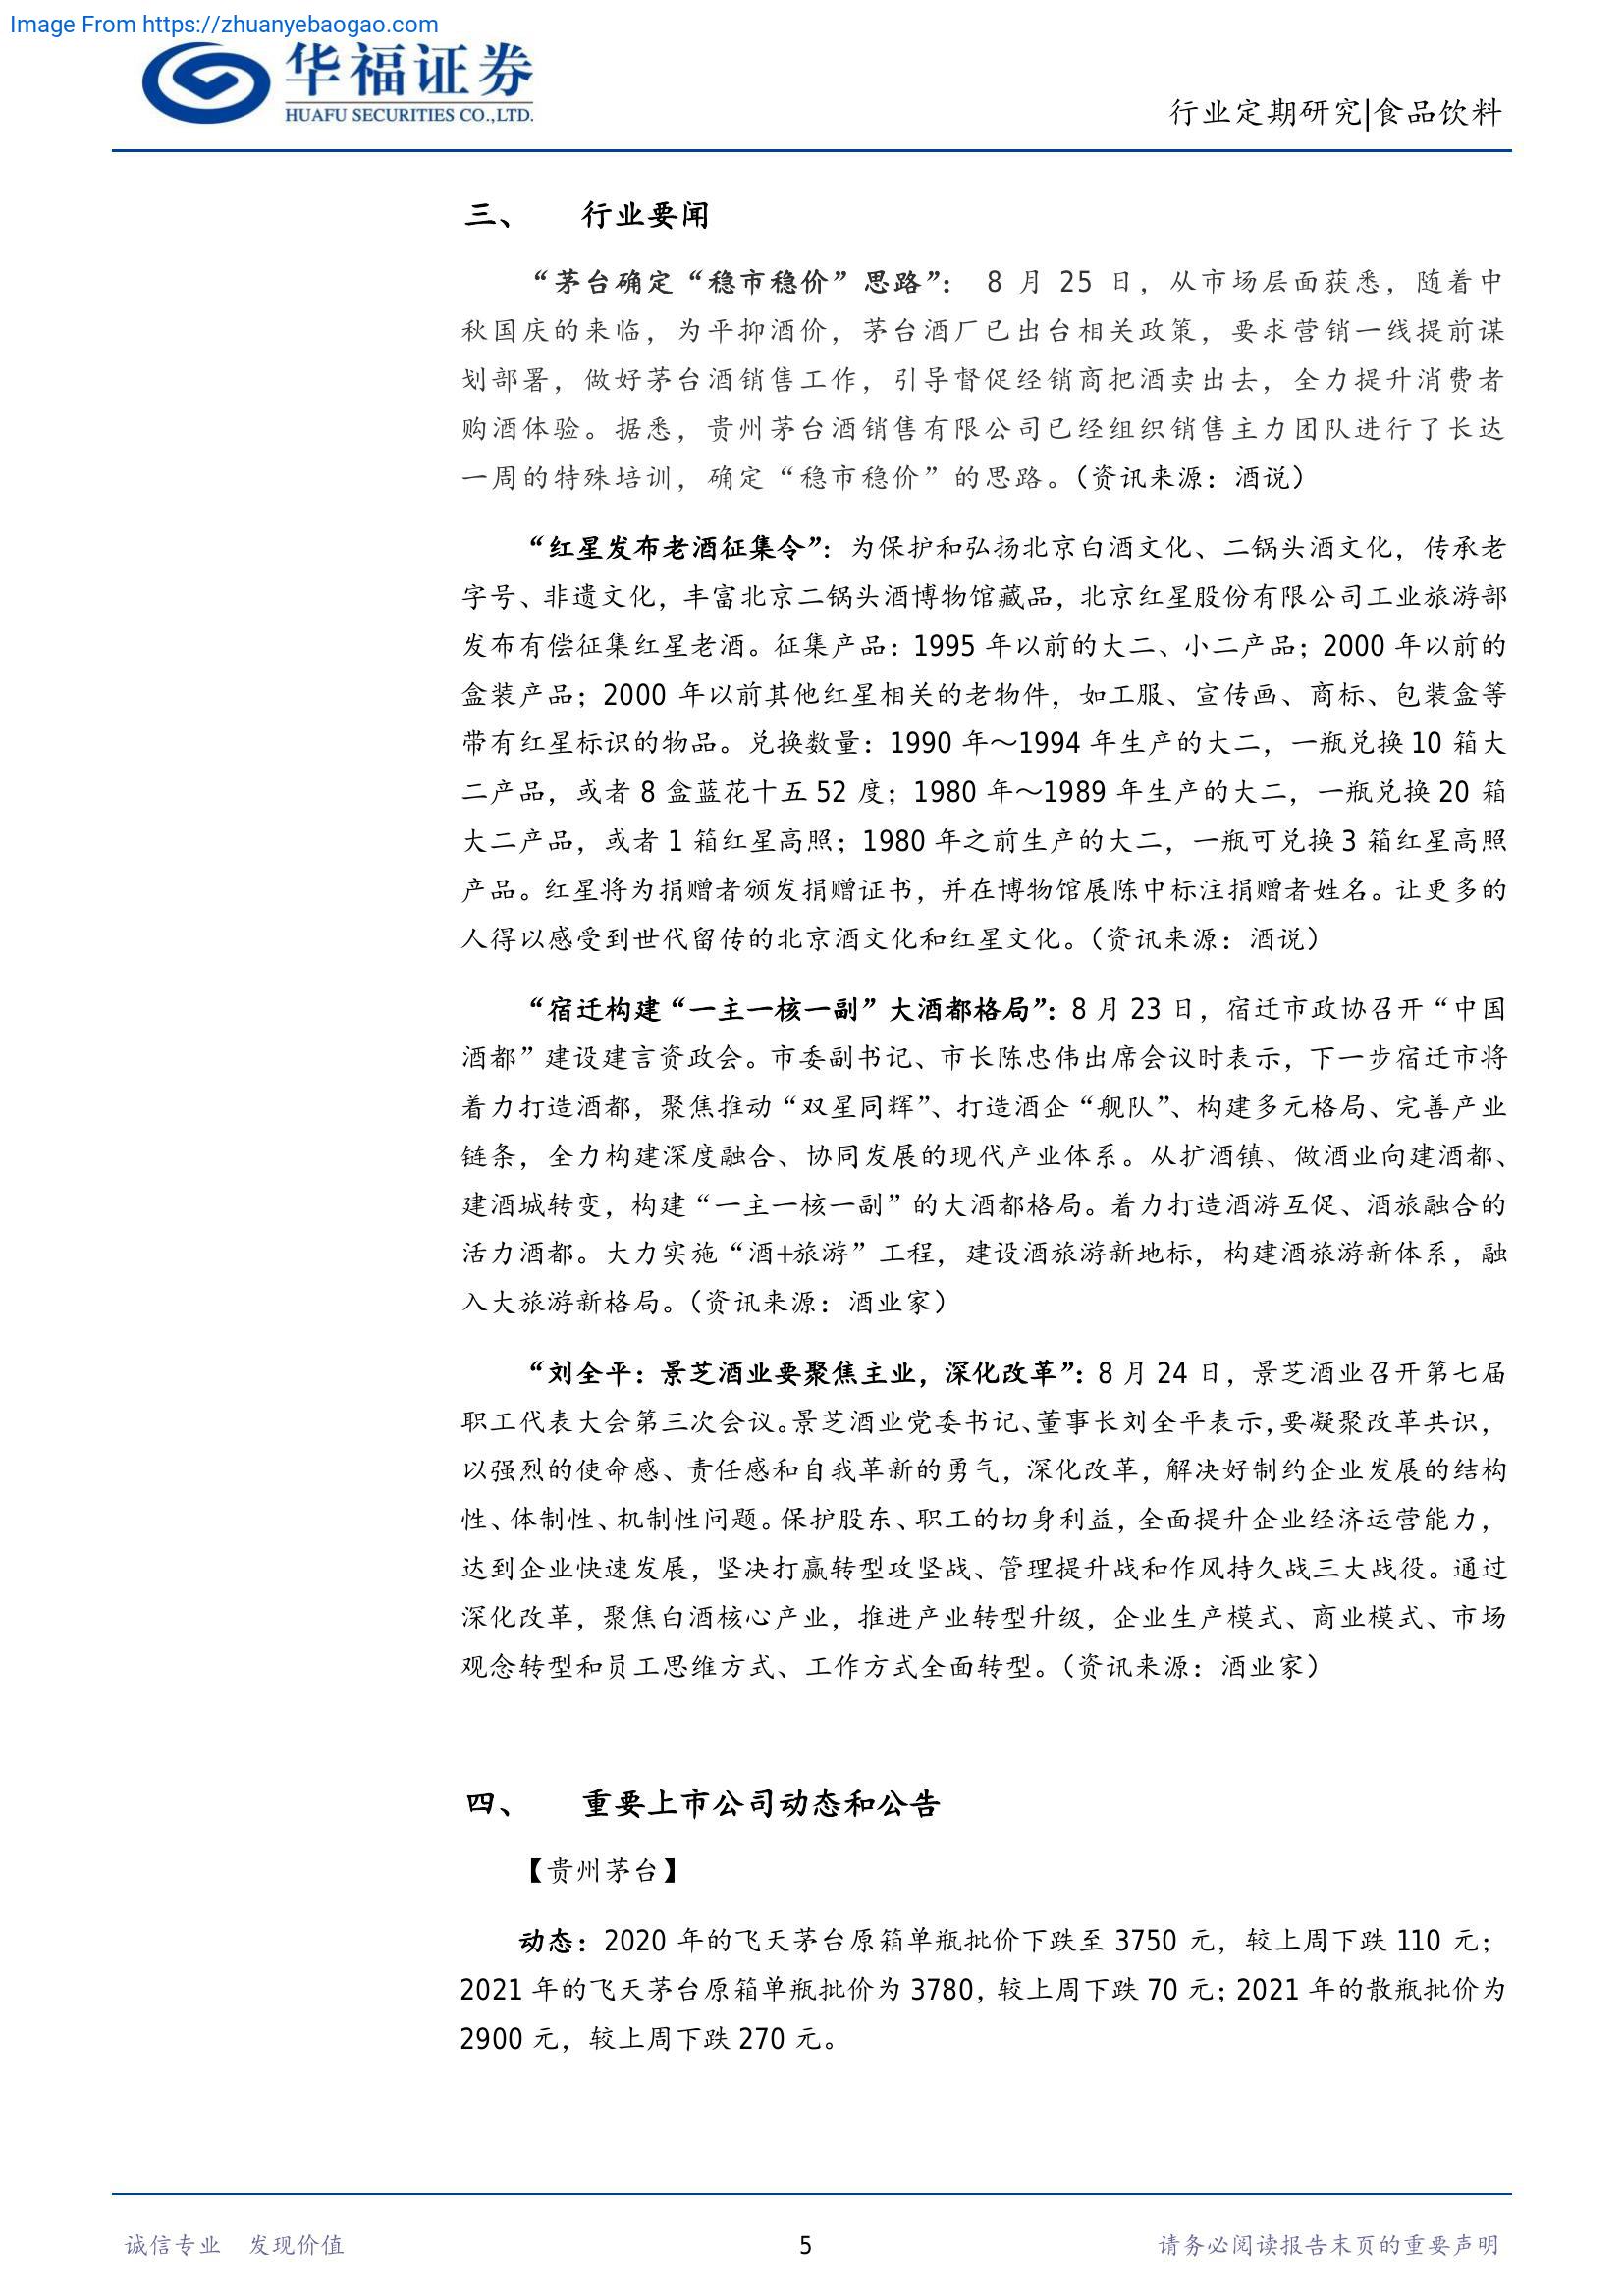 Image From https://zhuanyebaogao.com
华福证券
HUAFU SECURITIES CO.,LTD.
行业定期研究|食品饮料
三、 行业要闻
“茅台确定“稳市稳价”思路”： 8 月 25 日，从市场层面获悉，随着中
秋国庆的来临，为平抑酒价，茅台酒厂已出台相关政策，要求营销一线提前谋
划部署，做好茅台酒销售工作，引导督促经销商把酒卖出去，全力提升消费者
购酒体验。据悉，贵州茅台酒销售有限公司已经组织销售主力团队进行了长达
一周的特殊培训，确定“稳市稳价”的思路。（资讯来源：酒说）
“红星发布老酒征集令”：为保护和弘扬北京白酒文化、二锅头酒文化，传承老
字号、非遗文化，丰富北京二锅头酒博物馆藏品，北京红星股份有限公司工业旅游部
发布有偿征集红星老酒。征集产品：1995 年以前的大二、小二产品；2000 年以前的
盒装产品；2000 年以前其他红星相关的老物件，如工服、宣传画、商标、包装盒等
带有红星标识的物品。兑换数量：1990 年～1994 年生产的大二，一瓶兑换 10 箱大
二产品，或者 8 盒蓝花十五 52 度；1980 年～1989 年生产的大二，一瓶兑换 20 箱
大二产品，或者 1 箱红星高照；1980 年之前生产的大二，一瓶可兑换 3 箱红星高照
产品。红星将为捐赠者颁发捐赠证书，并在博物馆展陈中标注捐赠者姓名。让更多的
人得以感受到世代留传的北京酒文化和红星文化。（资讯来源：酒说）
“宿迁构建“一主一核一副”大酒都格局”：8 月 23 日，宿迁市政协召开“中国
酒都”建设建言资政会。市委副书记、市长陈忠伟出席会议时表示，下一步宿迁市将
着力打造酒都，聚焦推动“双星同辉”、打造酒企“舰队”、构建多元格局、完善产业
链条，全力构建深度融合、协同发展的现代产业体系。从扩酒镇、做酒业向建酒都、
建酒城转变，构建“一主一核一副”的大酒都格局。着力打造酒游互促、酒旅融合的
活力酒都。大力实施“酒+旅游”工程，建设酒旅游新地标，构建酒旅游新体系，融
入大旅游新格局。（资讯来源：酒业家）
“刘全平：景芝酒业要聚焦主业，深化改革”：8 月 24 日，景芝酒业召开第七届
职工代表大会第三次会议。景芝酒业党委书记、董事长刘全平表示，要凝聚改革共识，
以强烈的使命感、责任感和自我革新的勇气，深化改革，解决好制约企业发展的结构
性、体制性、机制性问题。保护股东、职工的切身利益，全面提升企业经济运营能力，
达到企业快速发展，坚决打赢转型攻坚战、管理提升战和作风持久战三大战役。通过
深化改革，聚焦白酒核心产业，推进产业转型升级，企业生产模式、商业模式、市场
观念转型和员工思维方式、工作方式全面转型。（资讯来源：酒业家）
四、 重要上市公司动态和公告
【贵州茅台】
动态：2020 年的飞天茅台原箱单瓶批价下跌至 3750 元，较上周下跌 110 元；
2021 年的飞天茅台原箱单瓶批价为 3780，较上周下跌 70 元；2021 年的散瓶批价为
2900 元，较上周下跌 270 元。
诚信专业 发现价值
5
请务必阅读报告末页的重要声明